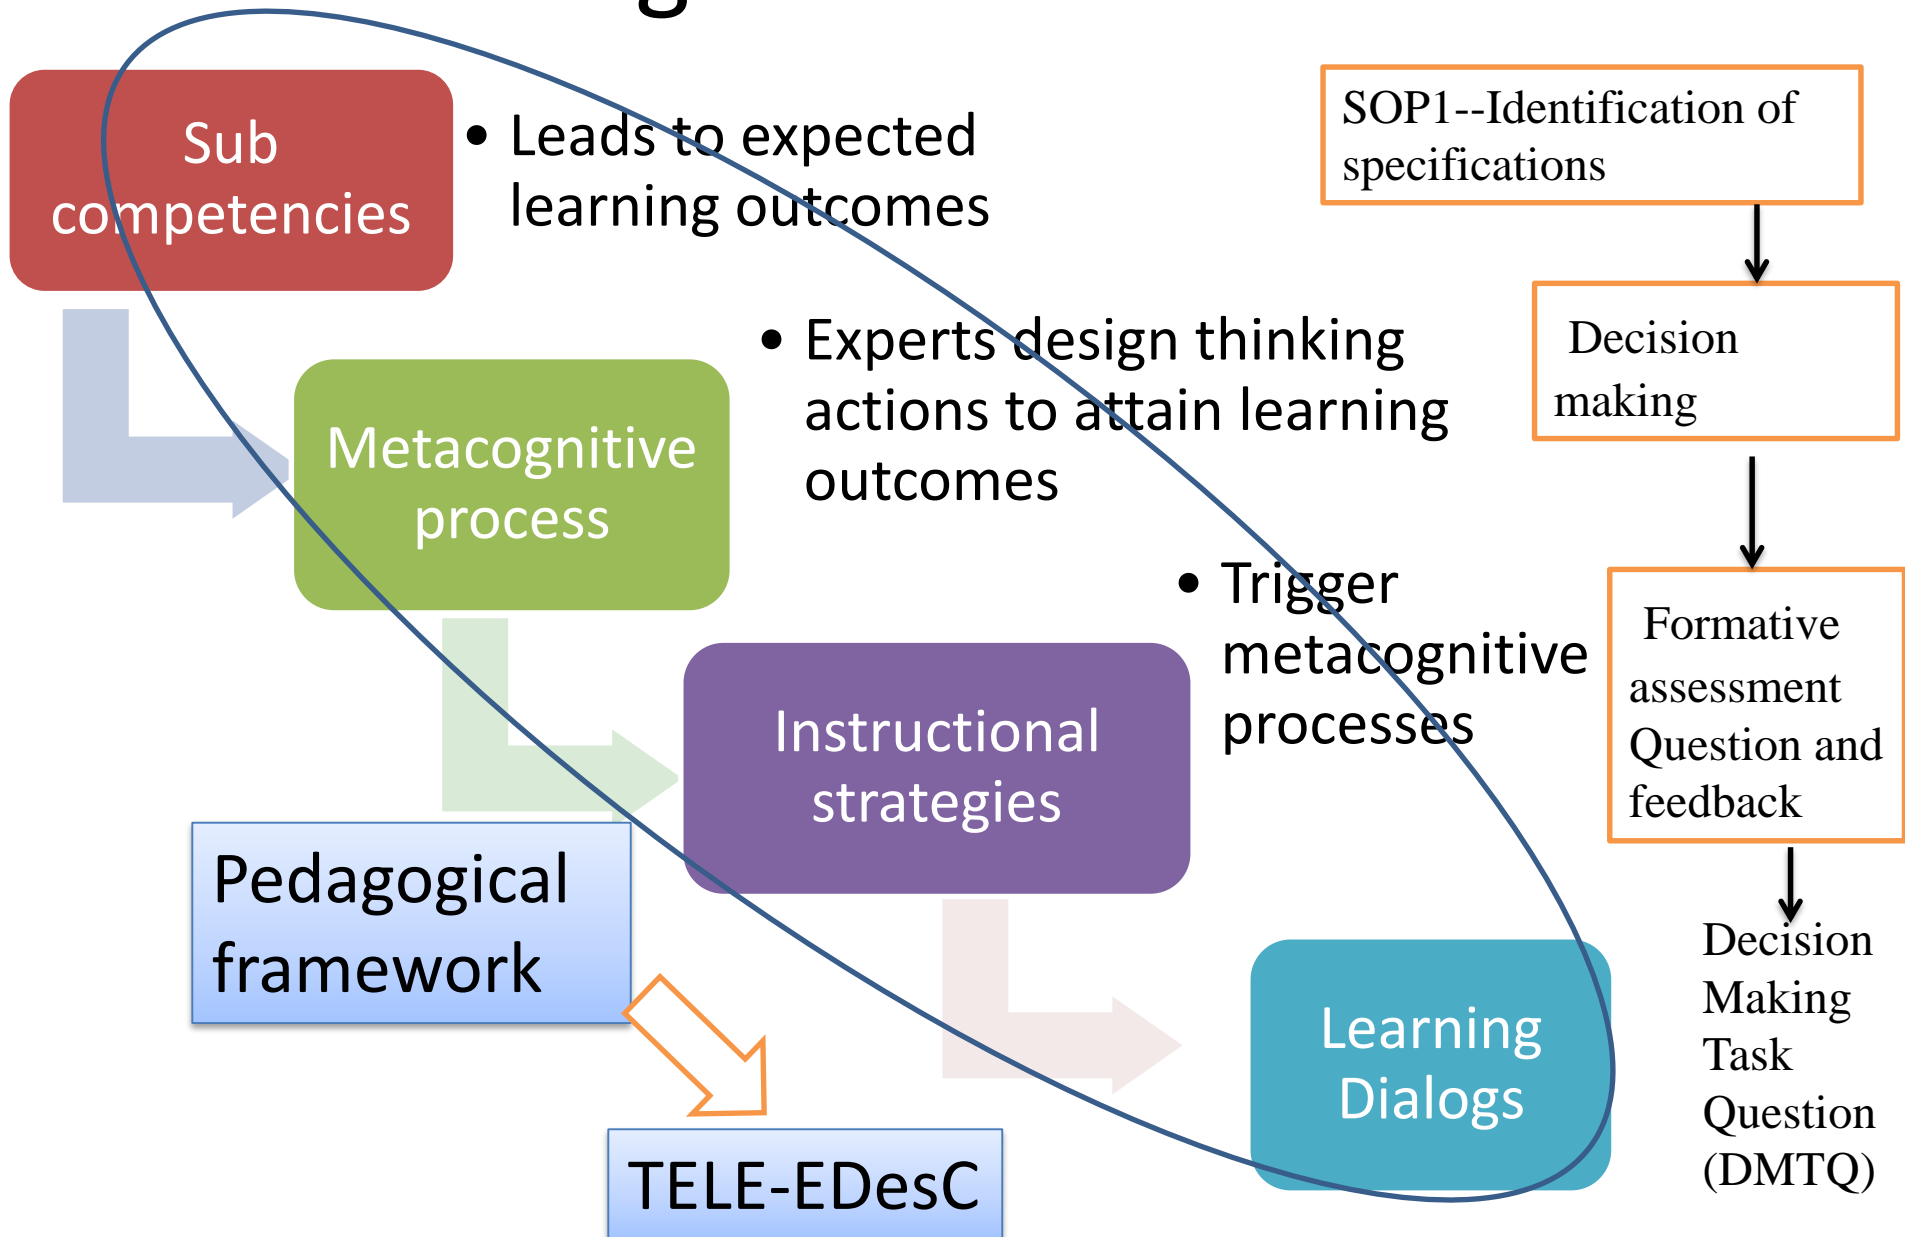 Sub
competencies
• Leads to expected
learning outcomes
SOP1--Identification of
specifications
Metacognitive
process
• Experts design thinking
actions to attain learning
outcomes
Decision
making
Instructional
strategies
• Trigger
metacognitive
processes
Formative
assessment
Question and
feedback
Learning
Dialogs
Decision
Making
Task
Question
(DMTQ)
Pedagogical
framework
TELE-EDesC